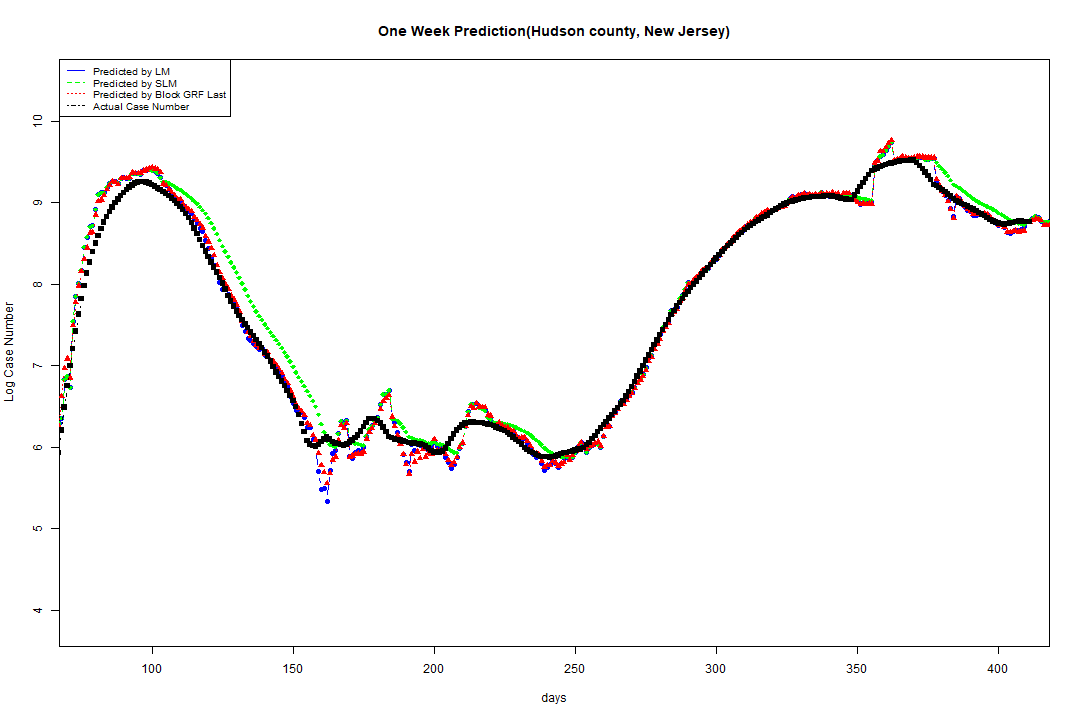 One Week Prediction(Hudson county, New Jersey)
Predicted by LM
Predicted by SLM
Predicted by Block GRF Last
Actual Case Number
Log Case Number
10
9
8
7
6
5
4
100 150 200 250 300 350 400
days